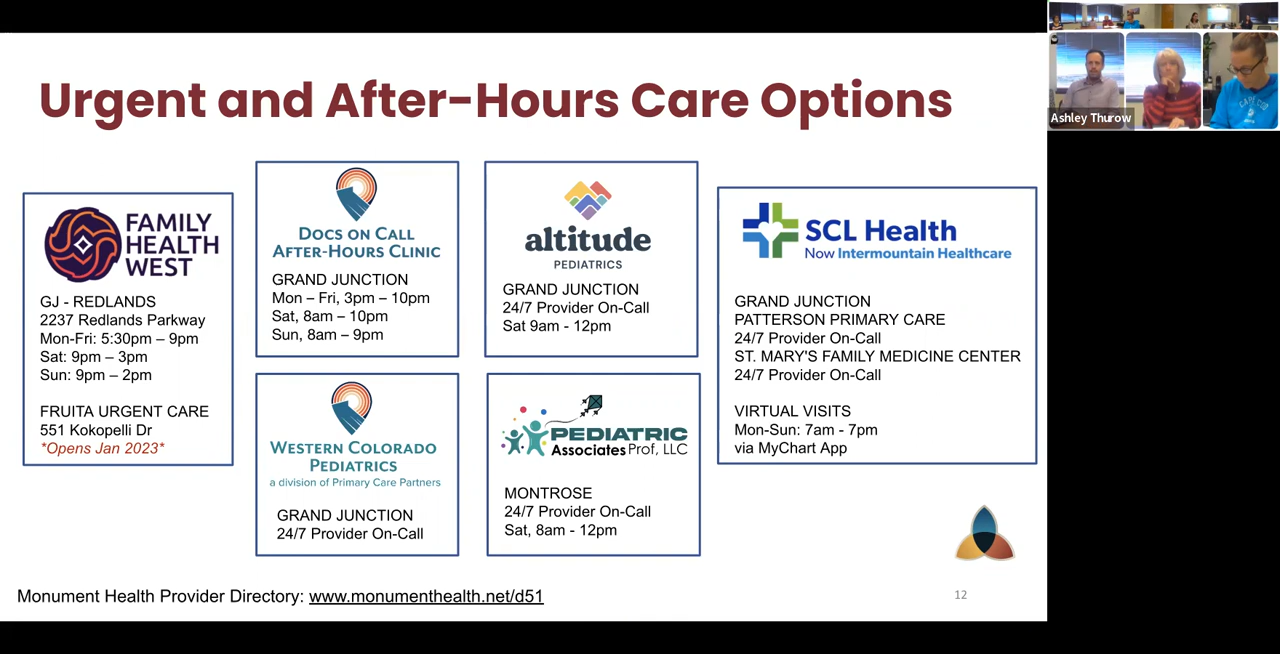 Urgent and After-Hours Care Options
FAMILY
HEALTH
WEST
GJ - REDLANDS
2237 Redlands Parkway
Mon-Fri: 5:30pm – 9pm
Sat: 9pm – 3pm
Sun: 9pm – 2pm
FRUITA URGENT CARE
551 Kokopelli Dr
*Opens Jan 2023*
DOCS ON CALL
AFTER-HOURS CLINIC
GRAND JUNCTION
Mon – Fri, 3pm – 10pm
Sat, 8am – 10pm
Sun, 8am – 9pm
altitude
PEDIATRICS
GRAND JUNCTION
24/7 Provider On-Call
Sat 9am - 12pm
SCL Health
Now Intermountain Healthcare
GRAND JUNCTION
PATTERSON PRIMARY CARE
24/7 Provider On-Call
ST. MARY'S FAMILY MEDICINE CENTER
24/7 Provider On-Call
VIRTUAL VISITS
Mon-Sun: 7am - 7pm
via MyChart App
WESTERN COLORADO
PEDIATRICS
a division of Primary Care Partners
GRAND JUNCTION
24/7 Provider On-Call
PEDIATRIC
Associates Prof, LLC
MONTROSE
24/7 Provider On-Call
Sat, 8am - 12pm
Monument Health Provider Directory: www.monumenthealth.net/d51
12
Ashley Thurow
CAPE COD